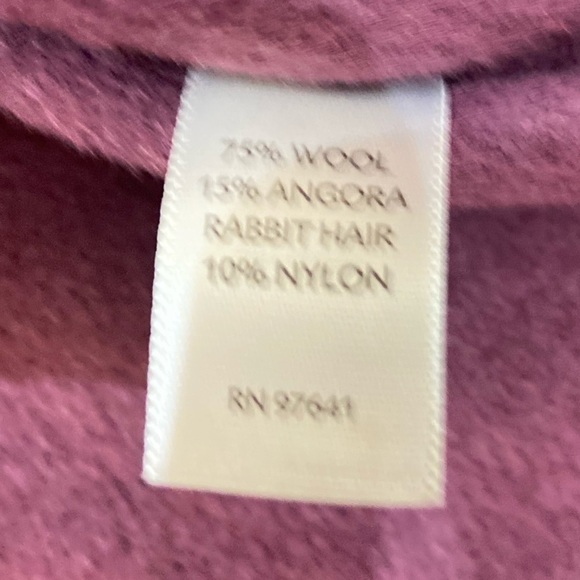 75% WOOL
15% ANGORA
RABBIT HAIR
10% NYLON
RN 97641